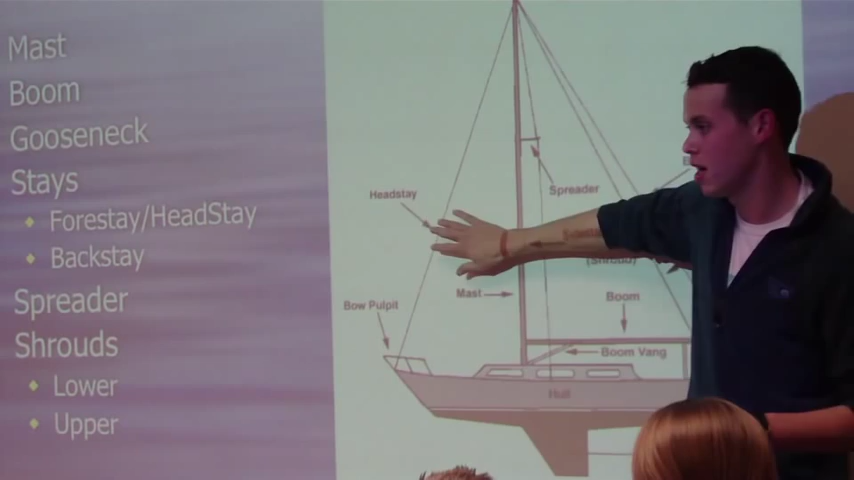 Mast
Boom
Gooseneck
Stays
Forestay/HeadStay
Backstay
Spreader
Shrouds
Lower
Upper
Headstay
Spreader
(Shroud)
Mast
Boom
Bow Pulpit
Boom Vang
Hull